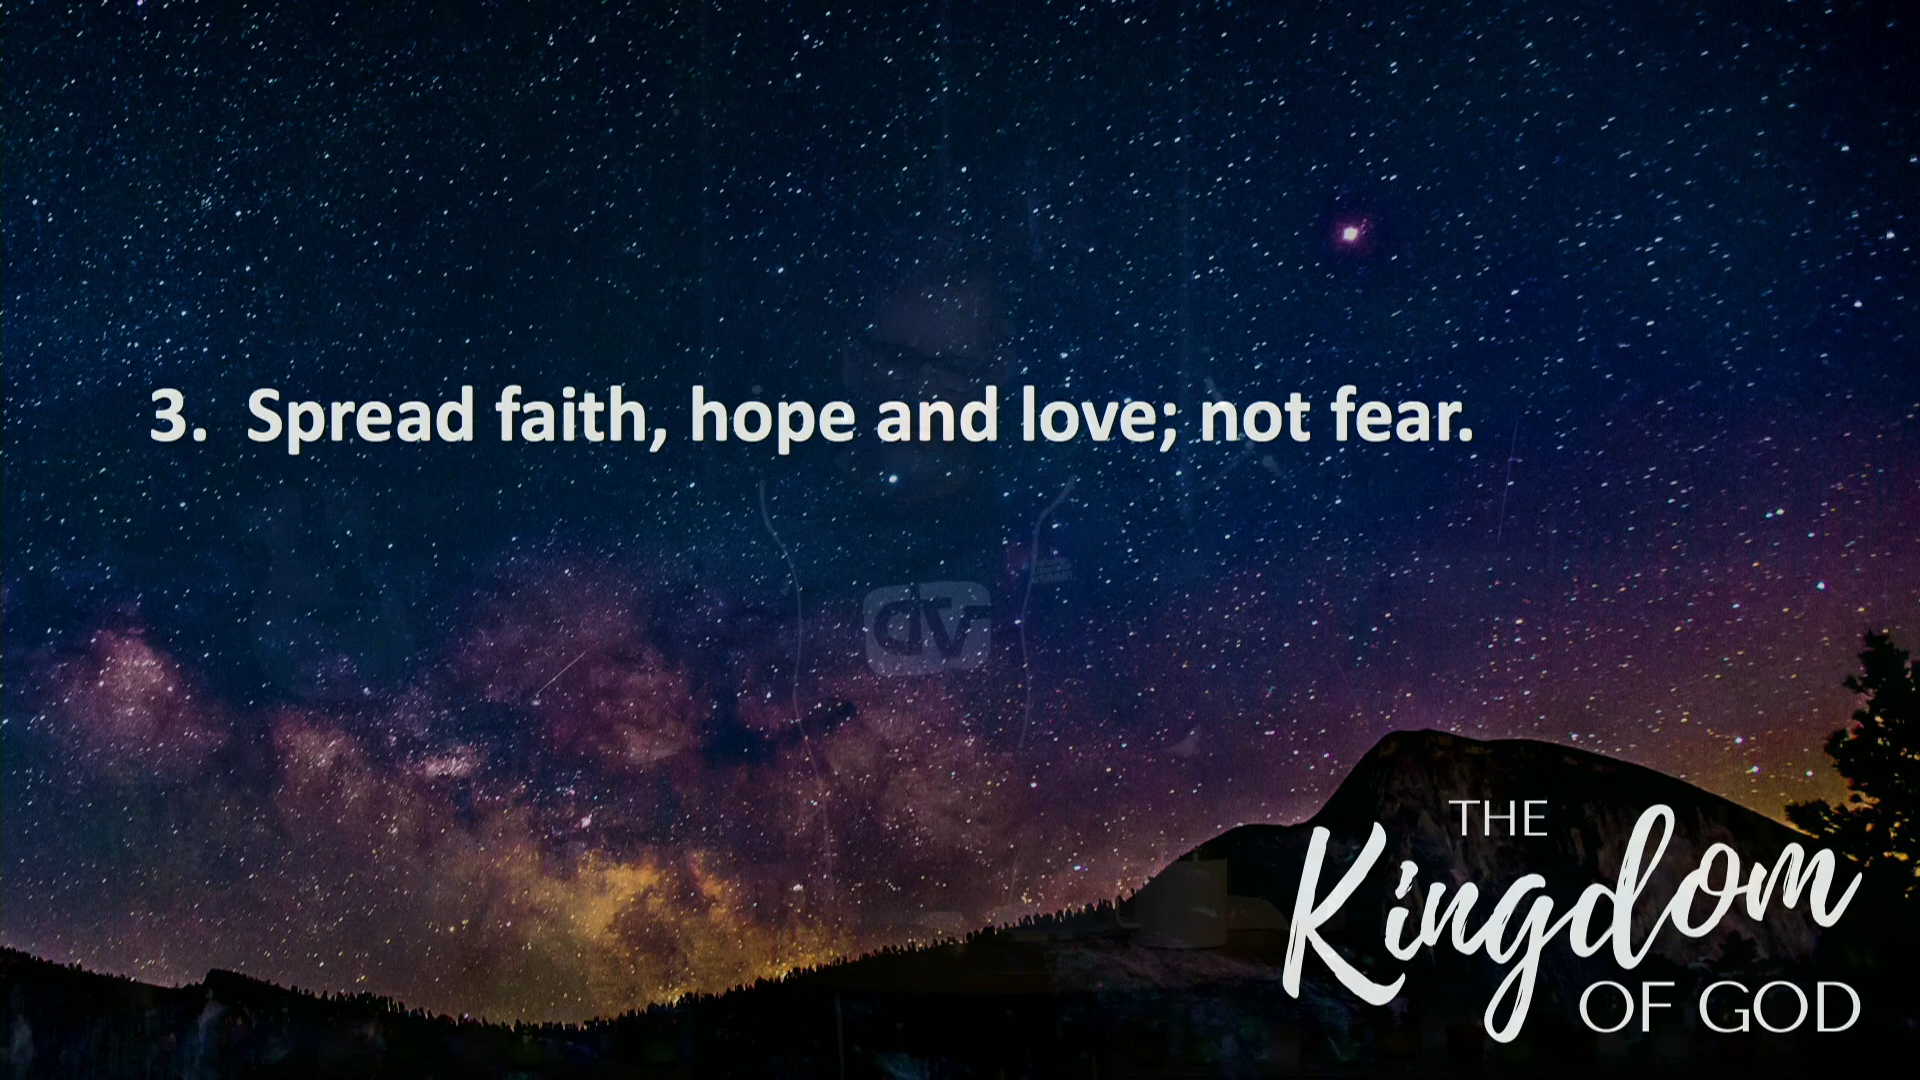 3. Spread faith, hope and love; not fear.
THE
Kingdom
OF GOD